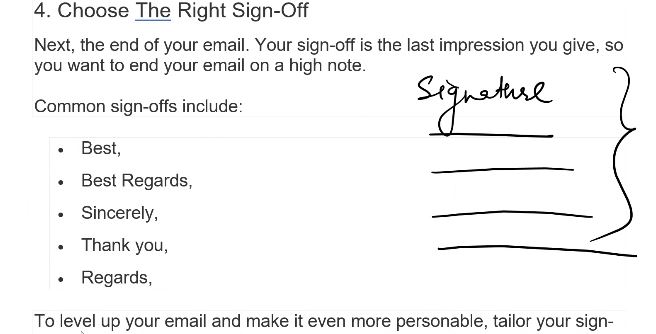 4. Choose The Right Sign-Off
Next, the end of your email. Your sign-off is the last impression you give, so
you want to end your email on a high note.
Signature
Common sign-offs include:
• Best,
• Best Regards,
• Sincerely,
• Thank you,
• Regards,
To level up your email and make it even more personable, tailor your sign-